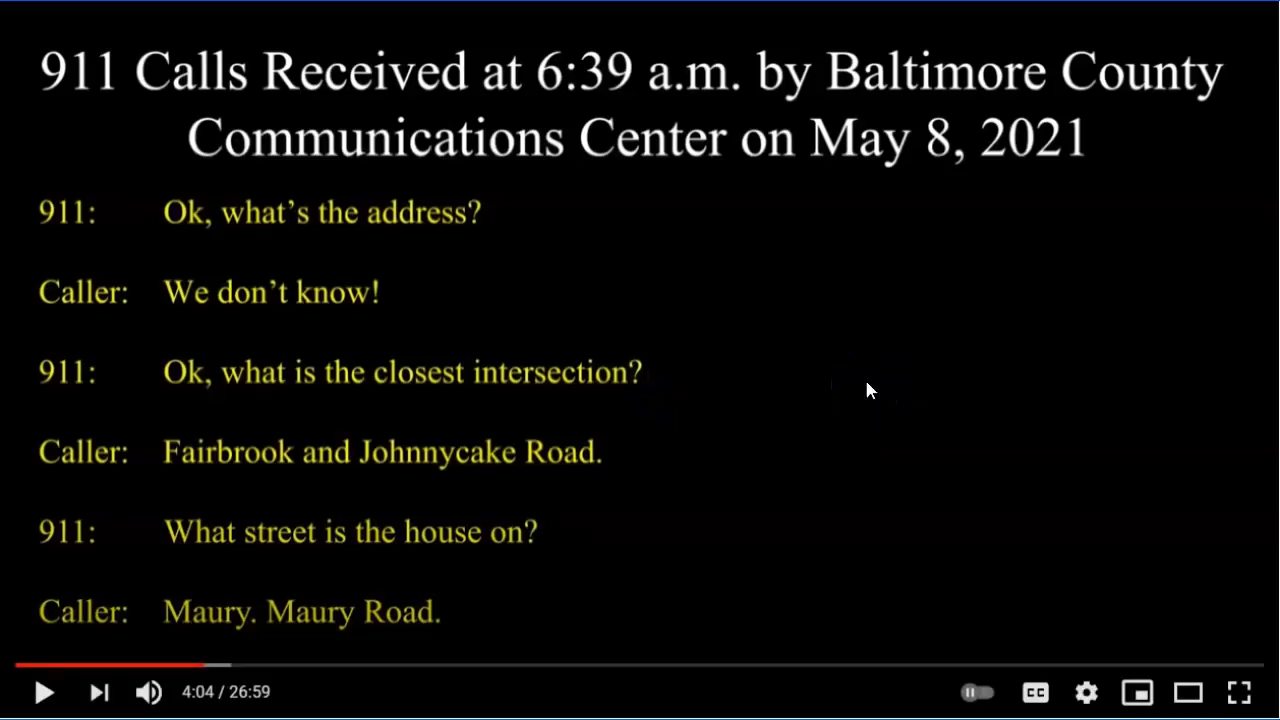 911 Calls Received at 6:39 a.m. by Baltimore County
Communications Center on May 8, 2021
911: Ok, what’s the address?
Caller: We don’t know!
911: Ok, what is the closest intersection?
Caller: Fairbrook and Johnnycake Road.
911: What street is the house on?
Caller: Maury. Maury Road.
4:04 / 26:59
CC